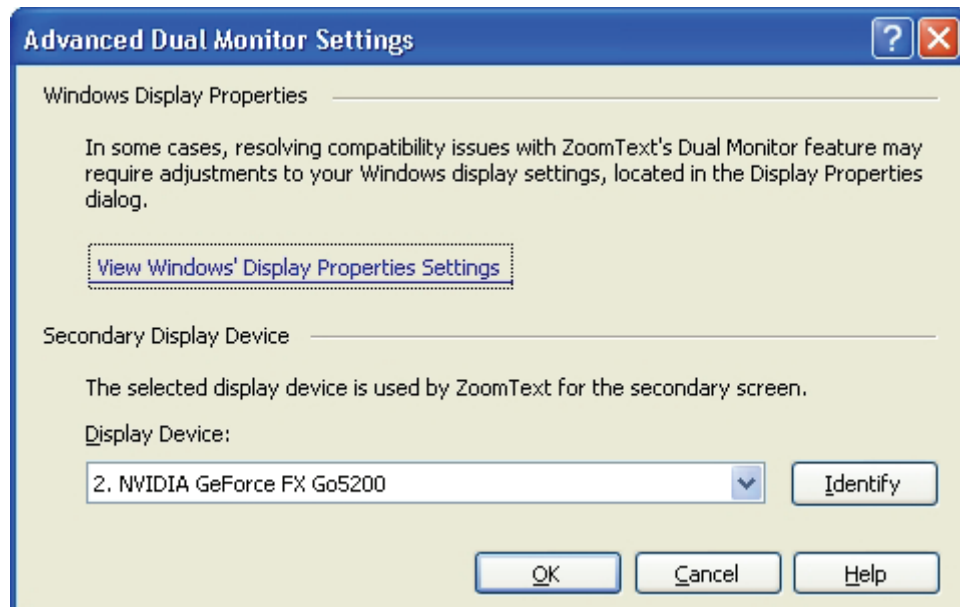 Advanced Dual Monitor Settings
Windows Display Properties
In some cases, resolving compatibility issues with ZoomText's Dual Monitor feature may
require adjustments to your Windows display settings, located in the Display Properties
dialog.
View Windows' Display Properties Settings
Secondary Display Device
The selected display device is used by ZoomText for the secondary screen.
Display Device:
2. NVIDIA GeForce FX Go5200
Identify
OK Cancel Help